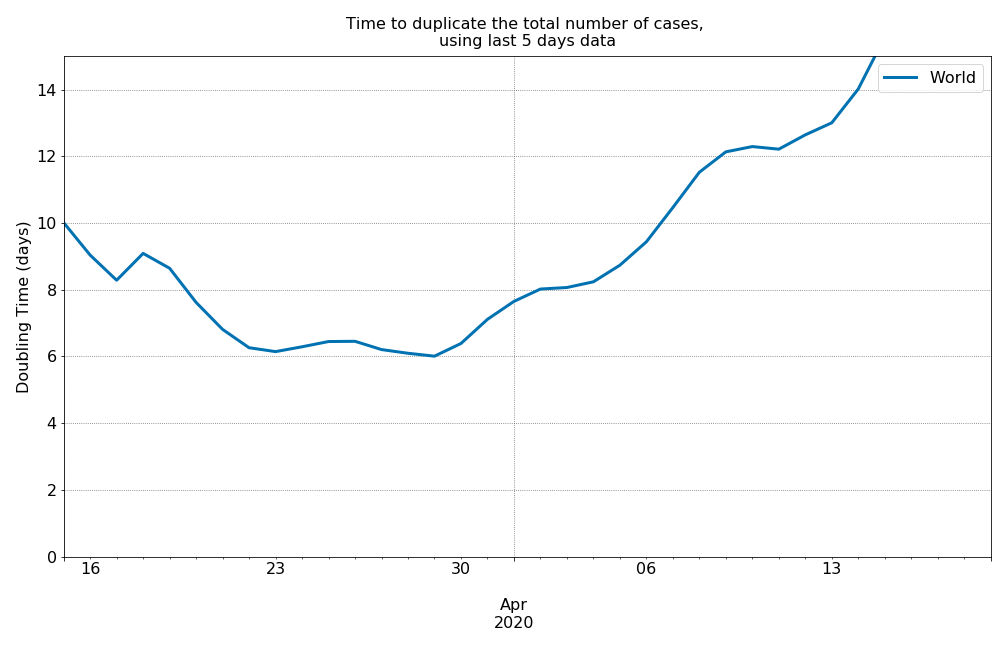 Time to duplicate the total number of cases,
using last 5 days data
World
Doubling Time (days)
14
12
10
8
6
4
2
0
16
23
30
06
13
Apr
2020